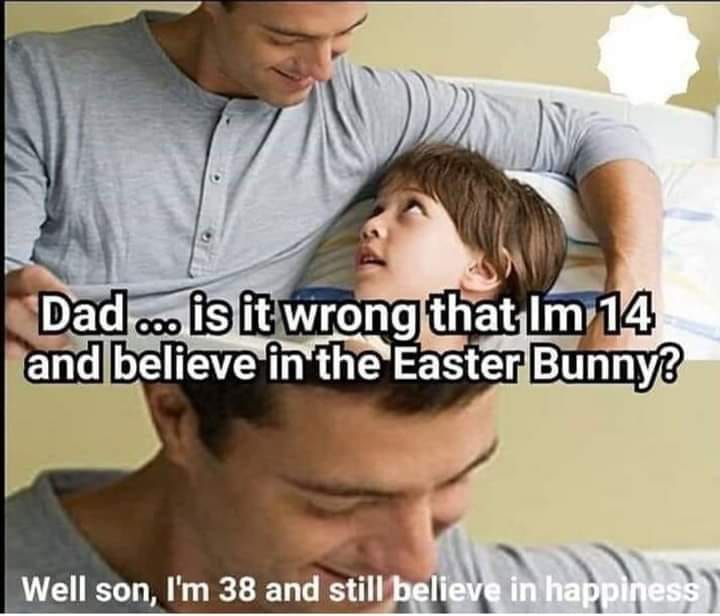 Dad ... is it wrong that Im 14
and believe in the Easter Bunny?
Well son, I'm 38 and still believe in happiness